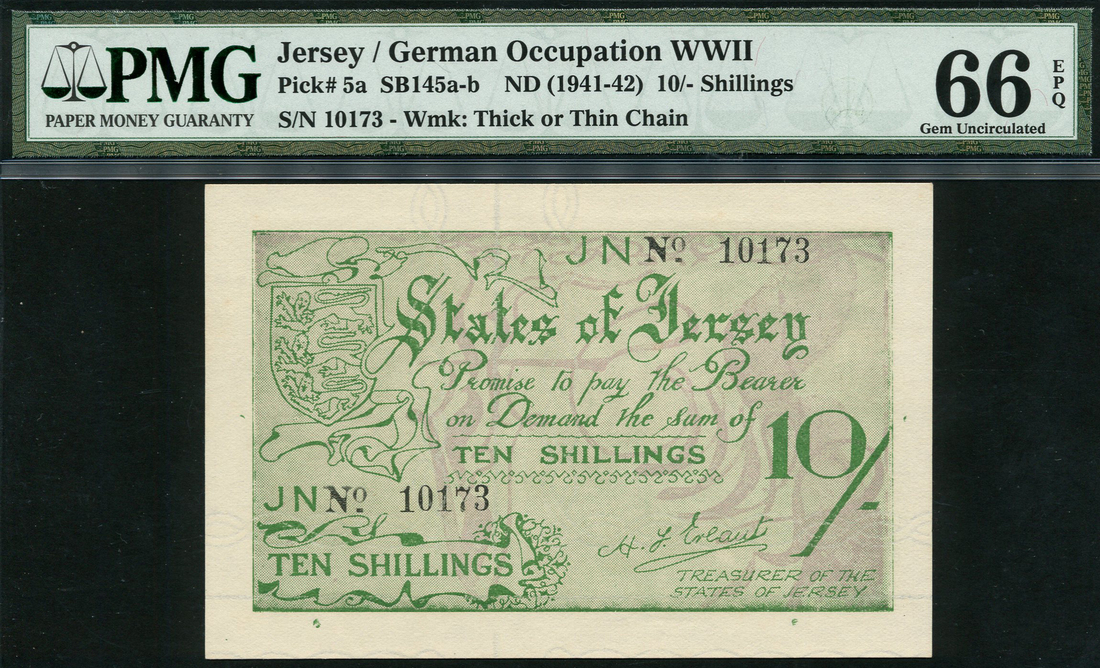 PMG
PAPER MONEY GUARANTY
Jersey / German Occupation WWII
Pick# 5a SB145a-b ND (1941-42) 10/- Shillings
S/N 10173 - Wmk: Thick or Thin Chain
66 EPQ
Gem Uncirculated
JN Nº 10173
States of Jersey
Promise to pay the Bearer
on Demand the sum of
TEN SHILLINGS
10/-
JN Nº 10173
TEN SHILLINGS
H. F. Ereaut
TREASURER OF THE
STATES OF JERSEY